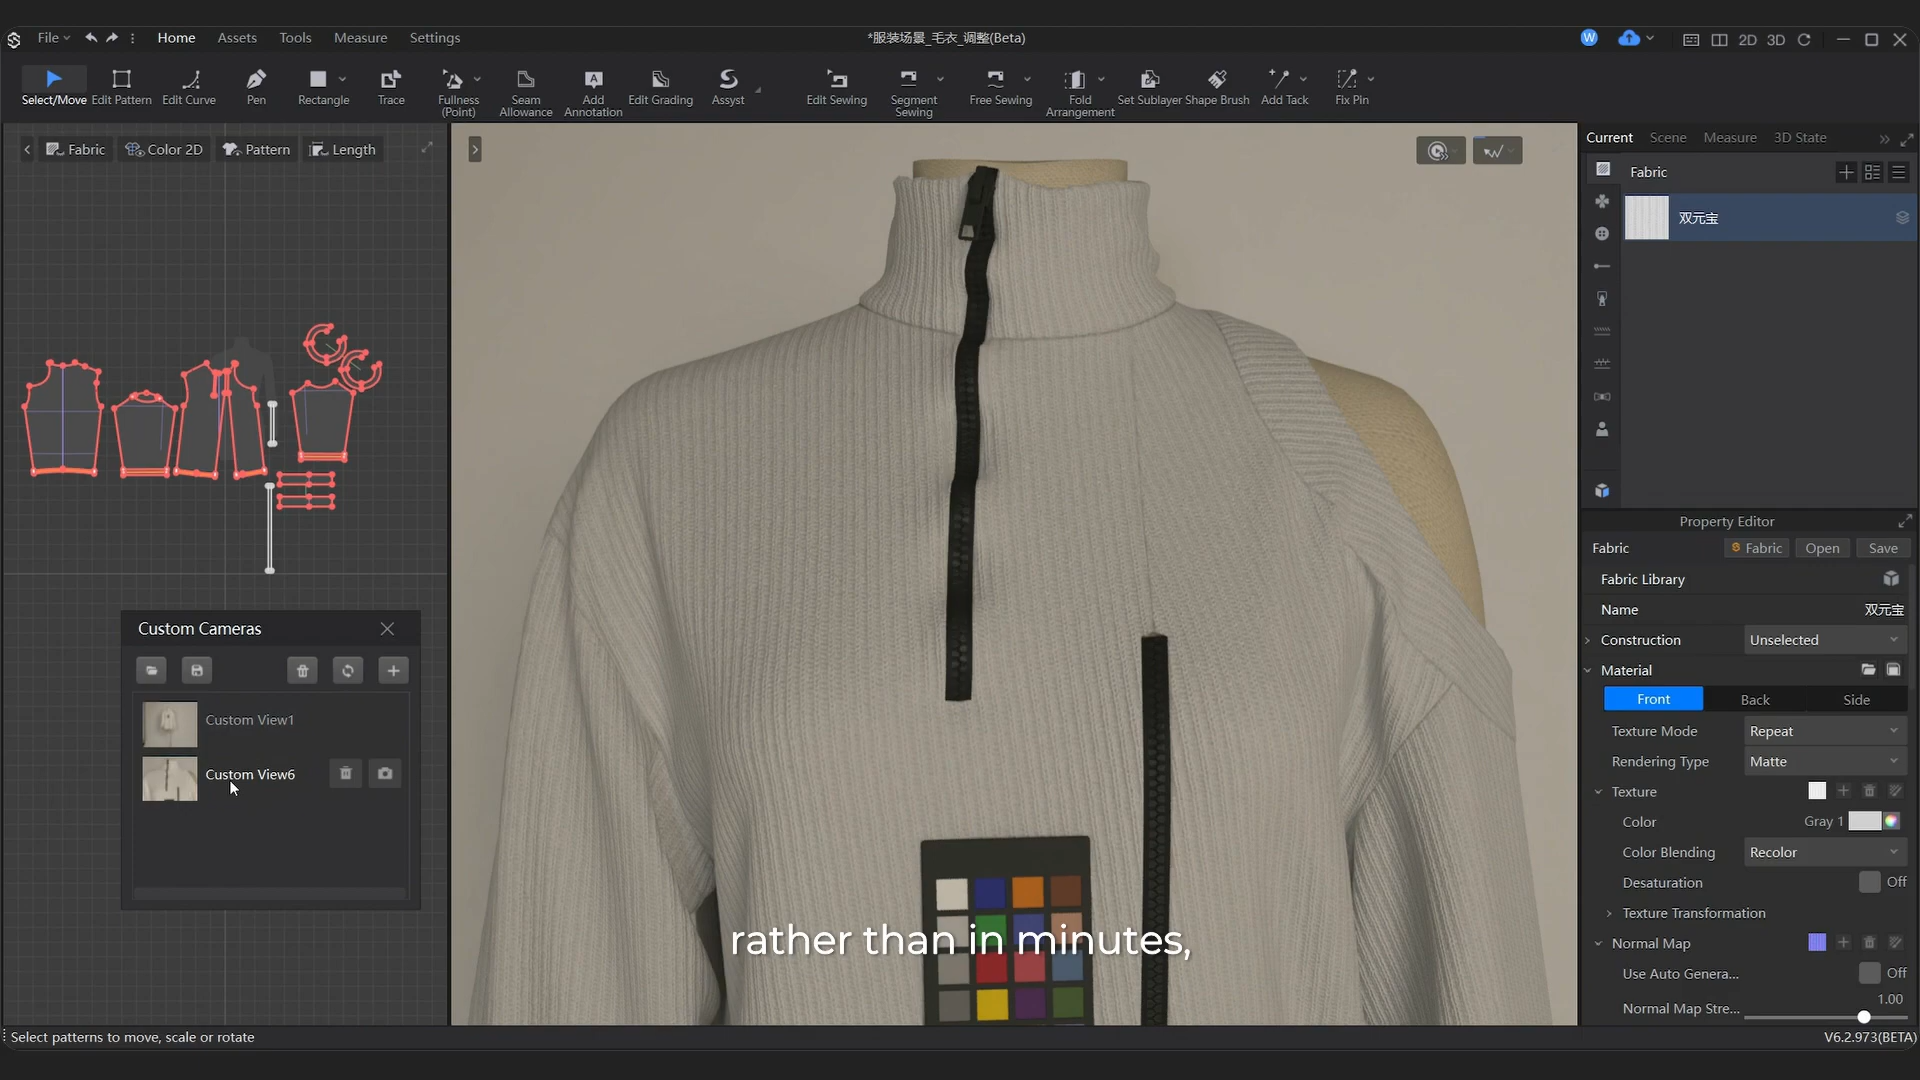 File
Home
Assets
Tools
Measure
Settings
*服装场景_毛衣_调整(Beta)
W
2D
3D
Select/Move
Edit Pattern
Edit Curve
Pen
Rectangle
Trace
Fullness
(Point)
Seam
Allowance
Add
Annotation
Edit Grading
Assyst
Edit Sewing
Segment
Sewing
Free Sewing
Fold
Arrangement
Set Sublayer
Shape Brush
Add Tack
Fix Pin
Fabric
Color 2D
Pattern
Length
Current
Scene
Measure
3D State
Fabric
双元宝
Custom Cameras
Custom View1
Custom View6
rather than in minutes,
Property Editor
Fabric
Fabric
Open
Save
Fabric Library
Name
双元宝
Construction
Unselected
Material
Front
Back
Side
Texture Mode
Repeat
Rendering Type
Matte
Texture
Color
Gray 1
Color Blending
Recolor
Desaturation
Off
Texture Transformation
Normal Map
Use Auto Genera...
Off
1.00
Normal Map Stre...
Select patterns to move, scale or rotate
V6.2.973(BETA)